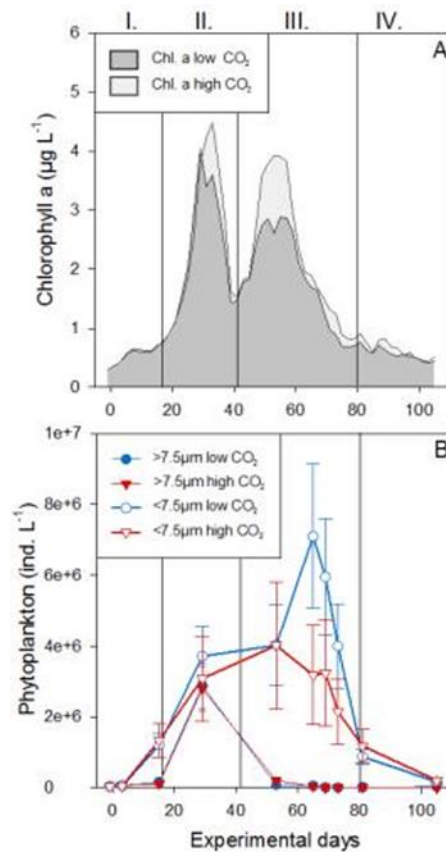 I. II. III. IV.
A
Chl. a low CO2
Chl. a high CO2
Chlorophyll a (µg L-1)
6
5
4
3
2
1
0
0 20 40 60 80 100
B
>7.5µm low CO2
>7.5µm high CO2
<7.5µm low CO2
<7.5µm high CO2
Phytoplankton (ind. L-1)
1e+7
8e+6
6e+6
4e+6
2e+6
0
0 20 40 60 80 100
Experimental days